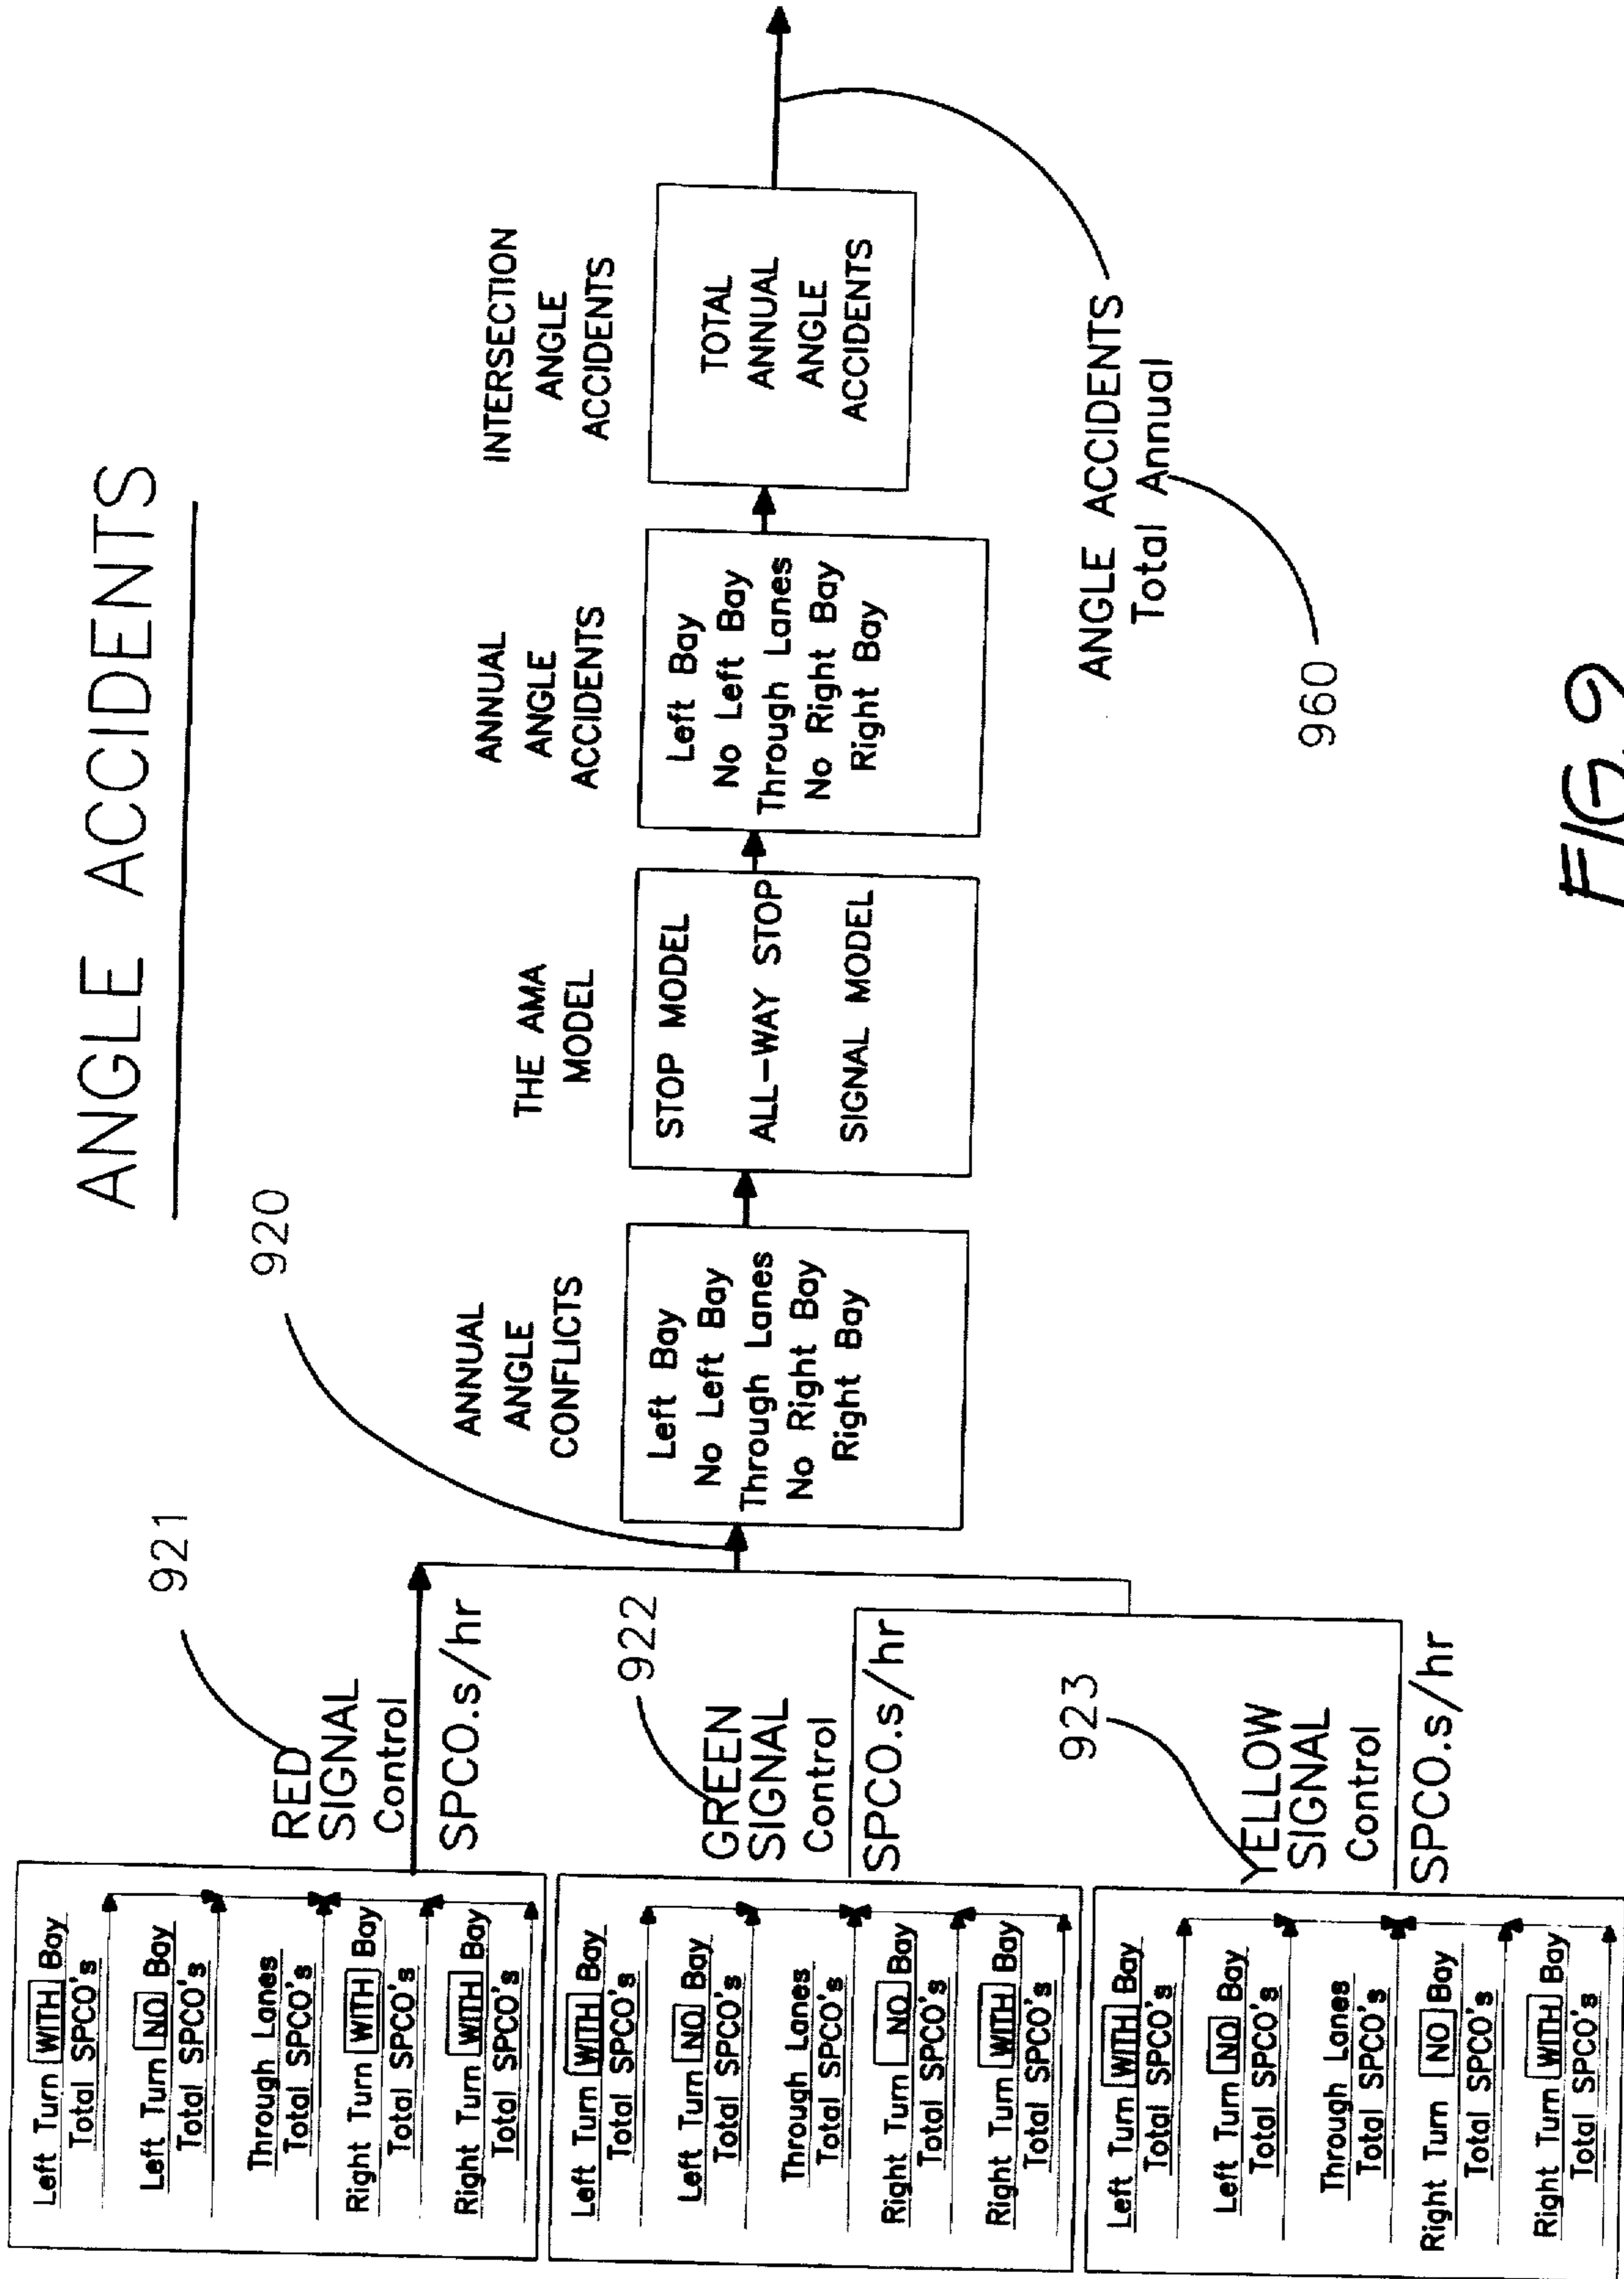 ANGLE ACCIDENTS
921
RED
SIGNAL
Control
SPCO.s/hr
Left Turn WITH Bay
Total SPCO's
Left Turn NO Bay
Total SPCO's
Through Lanes
Total SPCO's
Right Turn WITH Bay
Total SPCO's
Right Turn WITH Bay
Total SPCO's
922
GREEN
SIGNAL
Control
SPCO.s/hr
Left Turn WITH Bay
Total SPCO's
Left Turn NO Bay
Total SPCO's
Through Lanes
Total SPCO's
Right Turn NO Bay
Total SPCO's
Right Turn WITH Bay
Total SPCO's
923
YELLOW
SIGNAL
Control
SPCO.s/hr
Left Turn WITH Bay
Total SPCO's
Left Turn NO Bay
Total SPCO's
Through Lanes
Total SPCO's
Right Turn NO Bay
Total SPCO's
Right Turn WITH Bay
Total SPCO's
920
ANNUAL
ANGLE
CONFLICTS
Left Bay
No Left Bay
Through Lanes
No Right Bay
Right Bay
THE AMA
MODEL
STOP MODEL
ALL-WAY STOP
SIGNAL MODEL
ANNUAL
ANGLE
ACCIDENTS
Left Bay
No Left Bay
Through Lanes
No Right Bay
Right Bay
INTERSECTION
ANGLE
ACCIDENTS
TOTAL
ANNUAL
ANGLE
ACCIDENTS
ANGLE ACCIDENTS
Total Annual
960
FIG. 9